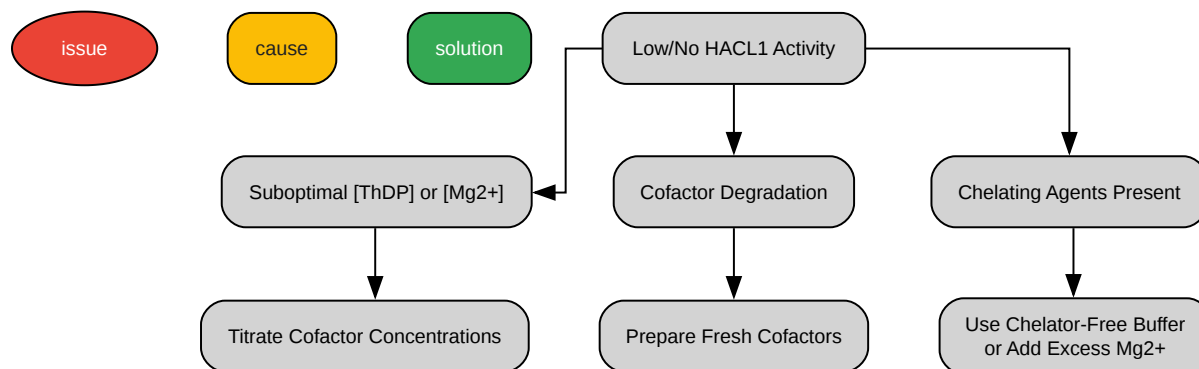 issue
cause
solution
Low/No HACL1 Activity
Suboptimal [ThDP] or [Mg2+]
Cofactor Degradation
Chelating Agents Present
Titrate Cofactor Concentrations
Prepare Fresh Cofactors
Use Chelator-Free Buffer
or Add Excess Mg2+